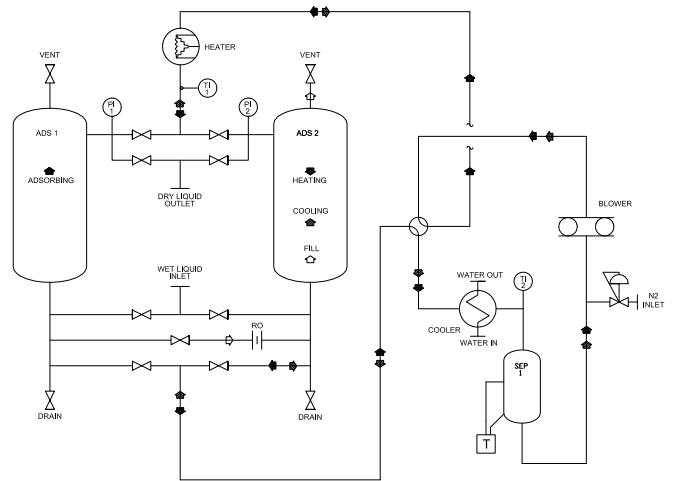 HEATER
VENT
VENT
TI
1
PI
1
PI
2
ADS 1
ADS 2
ADSORBING
HEATING
DRY LIQUID
OUTLET
COOLING
BLOWER
FILL
WET LIQUID
INLET
WATER OUT
TI
2
N2
INLET
COOLER
WATER IN
RO
SEP
1
DRAIN
DRAIN
T